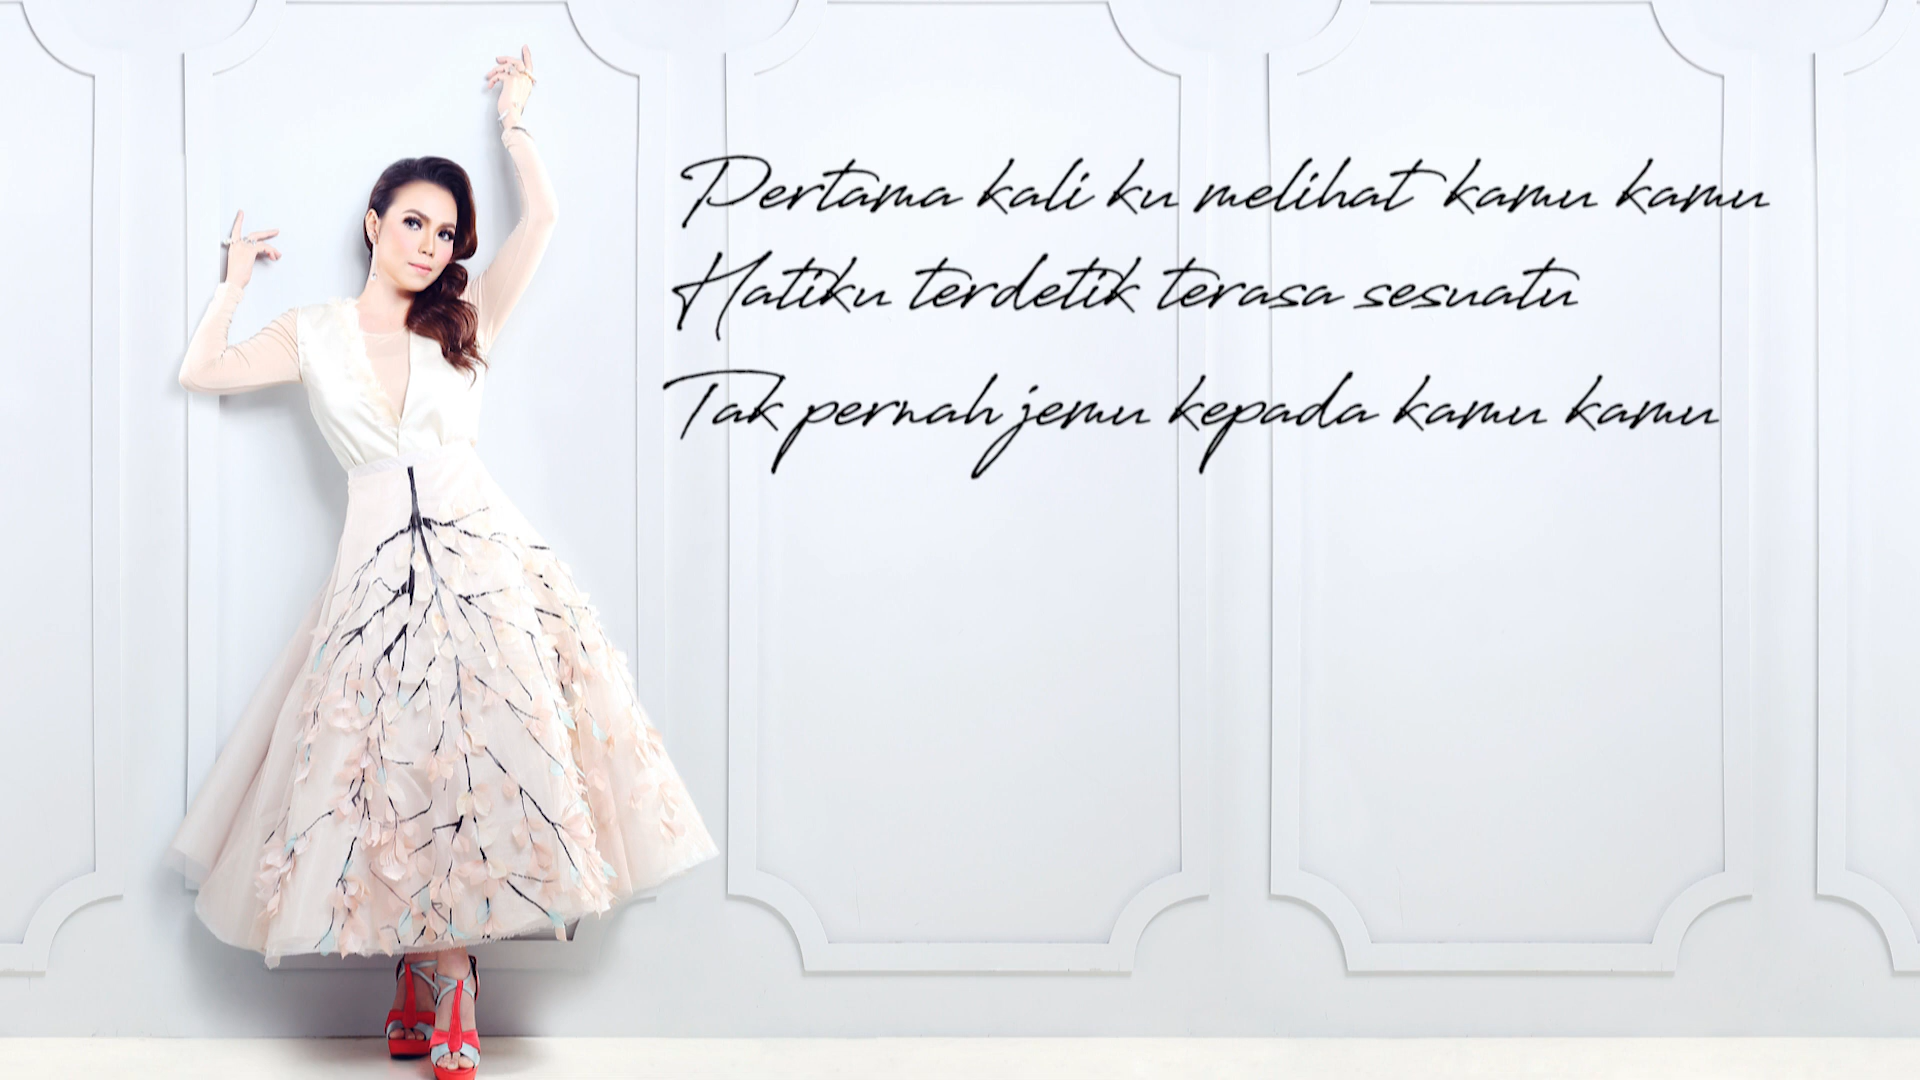 Pertama kali ku melihat kamu kamu
Hatiku terdetik terasa sesuatu
Tak pernah jemu kepada kamu kamu